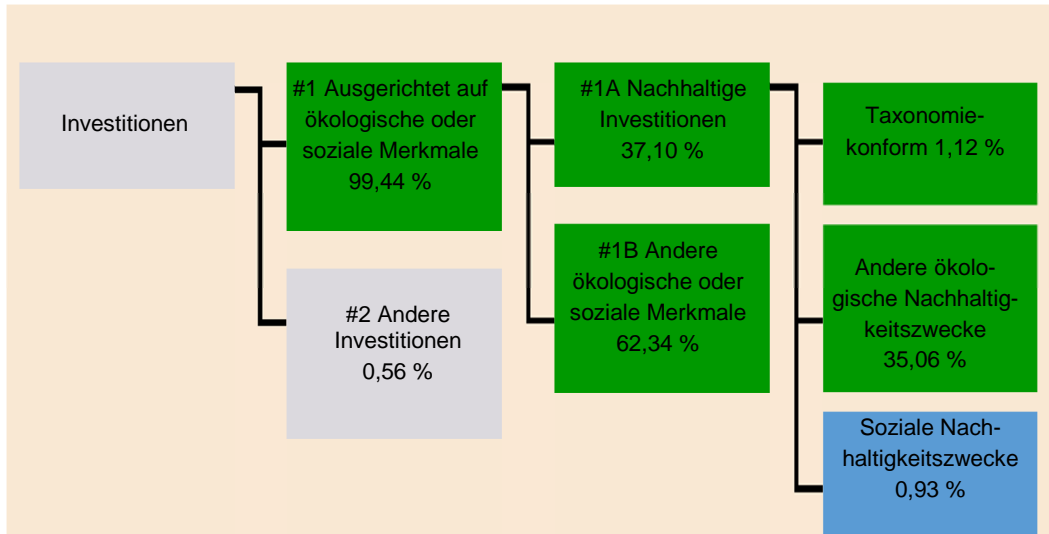 Investitionen
#1 Ausgerichtet auf
ökologische oder
soziale Merkmale
99,44 %
#2 Andere
Investitionen
0,56 %
#1A Nachhaltige
Investitionen
37,10 %
#1B Andere
ökologische oder
soziale Merkmale
62,34 %
Taxonomie-
konform 1,12 %
Andere ökolo-
gische Nachhaltig-
keitszwecke
35,06 %
Soziale Nach-
haltigkeitszwecke
0,93 %